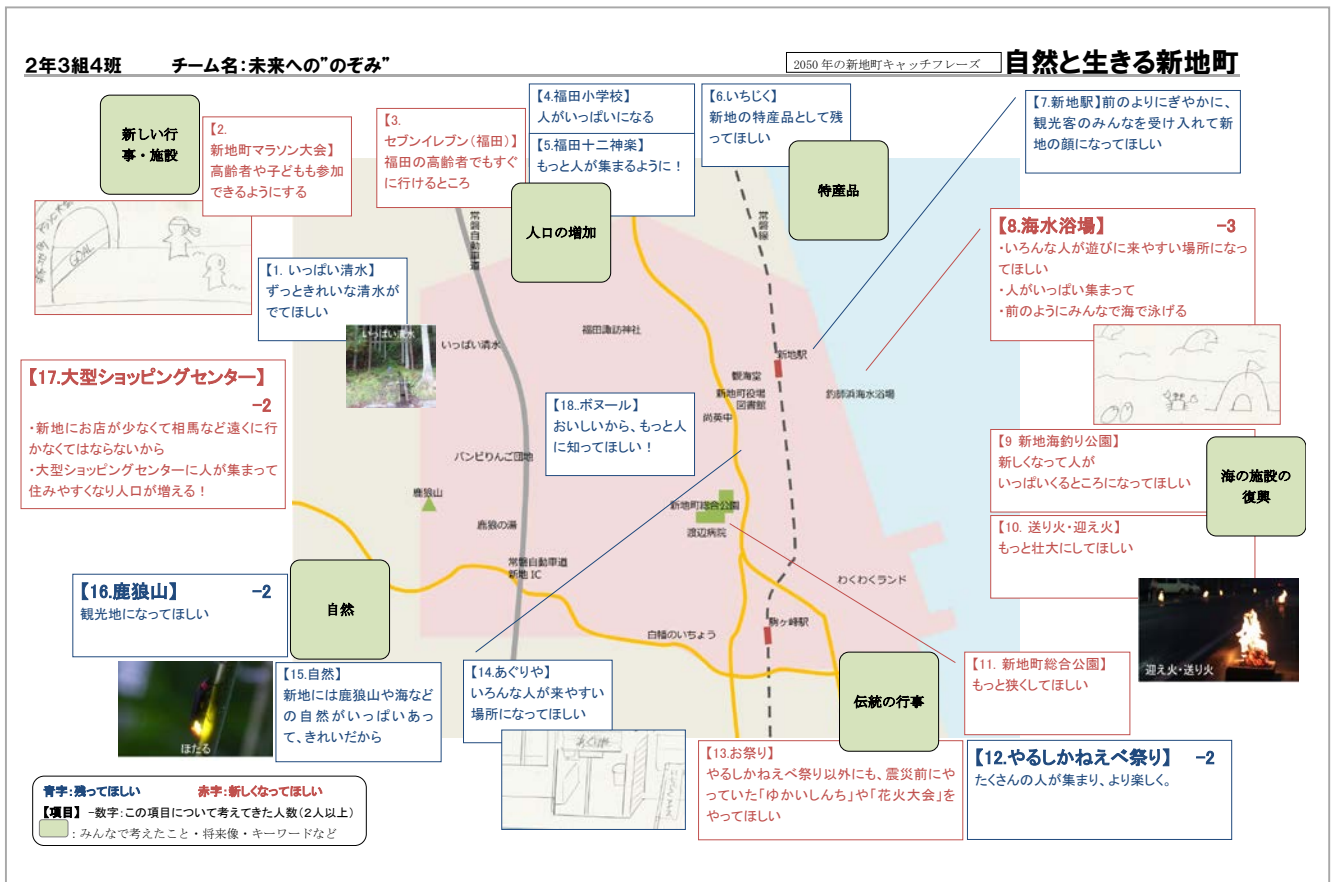 2年3組4班 チーム名：未来への”のぞみ”
2050年の新地町キャッチフレーズ
自然と生きる新地町
新しい行
事・施設
【2.
新地町マラソン大会】
高齢者や子どもも参加
できるようにする
【3.
セブンイレブン（福田）】
福田の高齢者でもすぐ
に行けるところ
【4.福田小学校】
人がいっぱいになる
【5.福田十二神楽】
もっと人が集まるように！
【6.いちじく】
新地の特産品として残
ってほしい
【7.新地駅】前のよりにぎやかに、
観光客のみんなを受け入れて新
地の顔になってほしい
特産品
人口の増加
GOAL
【8.海水浴場】 -3
・いろんな人が遊びに来やすい場所になっ
てほしい
・人がいっぱい集まって
・前のようにみんなで海で泳げる
【1. いっぱい清水】
ずっときれいな清水が
でてほしい
いっぱい清水
常磐自動車道
常磐線
いっぱい清水
福田諏訪神社
新地駅
観海堂
新地町役場
図書館
尚英中
釣師浜海水浴場
【17.大型ショッピングセンター】
-2
・新地にお店が少なくて相馬など遠くに行
かなくてはならないから
・大型ショッピングセンターに人が集まって
住みやすくなり人口が増える！
【18..ボヌール】
おいしいから、もっと人
に知ってほしい！
バンビりんご団地
鹿狼山
鹿狼の湯
新地町総合公園
渡辺病院
【9 新地海釣り公園】
新しくなって人が
いっぱいくるところになってほしい
海の施設の
復興
【10. 送り火・迎え火】
もっと壮大にしてほしい
常磐自動車道
新地IC
わくわくランド
駒ヶ峰駅
白幡のいちょう
迎え火・送り火
【16.鹿狼山】 -2
観光地になってほしい
自然
【15.自然】
新地には鹿狼山や海など
の自然がいっぱいあっ
て、きれいだから
ほたる
【14.あぐりや】
いろんな人が来やすい
場所になってほしい
あぐりや
伝統の行事
【11. 新地町総合公園】
もっと狭くしてほしい
【13.お祭り】
やるしかねえべ祭り以外にも、震災前にや
っていた「ゆかいしんち」や「花火大会」を
やってほしい
【12.やるしかねえべ祭り】 -2
たくさんの人が集まり、より楽しく。
青字：残ってほしい 赤字：新しくなってほしい
【項目】 -数字：この項目について考えてきた人数（2人以上）
：みんなで考えたこと・将来像・キーワードなど